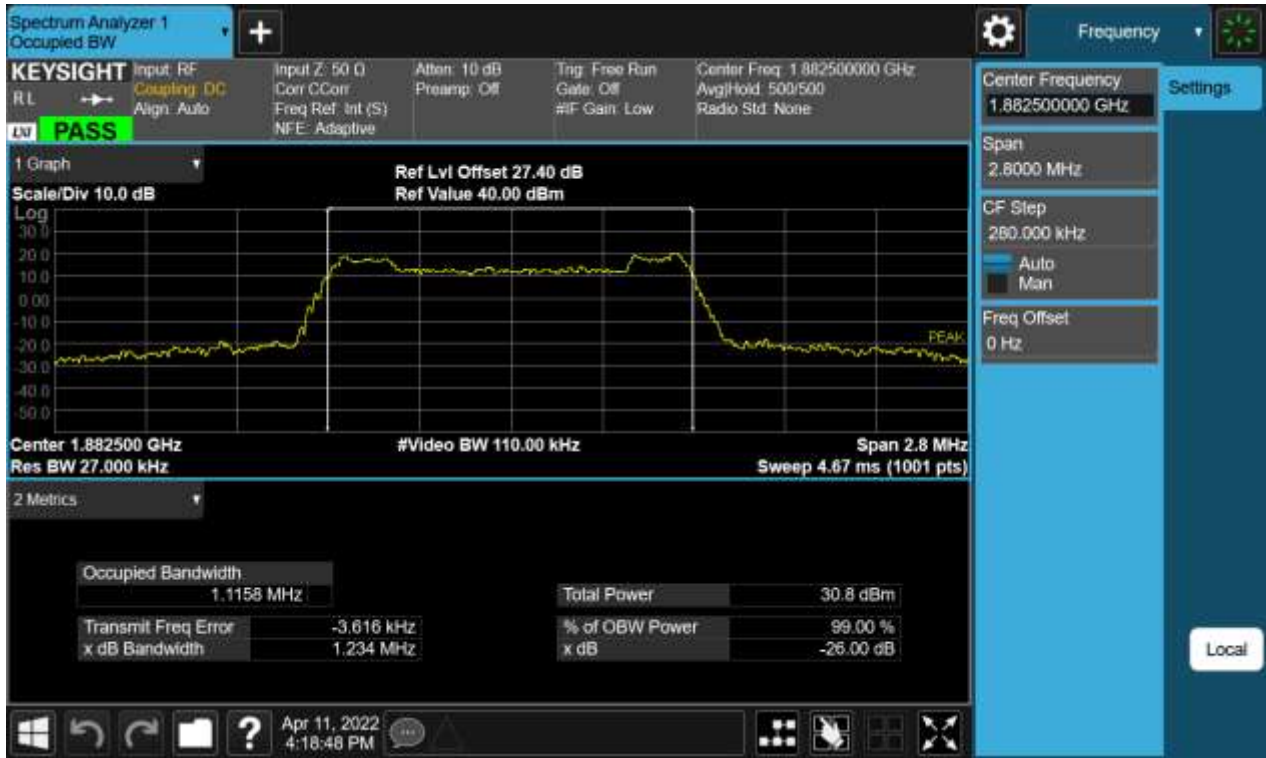 Spectrum Analyzer 1
Occupied BW
+
Frequency
KEYSIGHT
RL
LXI
PASS
Input: RF
Coupling: DC
Align: Auto
Input Z: 50 Ω
Corr CCorr
Freq Ref: Int (S)
NFE: Adaptive
Atten: 10 dB
Preamp: Off
Trig: Free Run
Gate: Off
#IF Gain: Low
Center Freq: 1.882500000 GHz
Avg|Hold: 500/500
Radio Std: None
Center Frequency
1.882500000 GHz
Settings
Span
2.8000 MHz
CF Step
280.000 kHz
Auto
Man
Freq Offset
0 Hz
1 Graph
Scale/Div 10.0 dB
Ref Lvl Offset 27.40 dB
Ref Value 40.00 dBm
Log
30.0
20.0
10.0
0.00
-10.0
-20.0
-30.0
-40.0
-50.0
PEAK
Center 1.882500 GHz
#Video BW 110.00 kHz
Span 2.8 MHz
Res BW 27.000 kHz
Sweep 4.67 ms (1001 pts)
2 Metrics
Occupied Bandwidth
1.1158 MHz
Total Power 30.8 dBm
Transmit Freq Error -3.616 kHz
% of OBW Power 99.00 %
x dB Bandwidth 1.234 MHz
x dB -26.00 dB
Local
?
Apr 11, 2022
4:18:48 PM